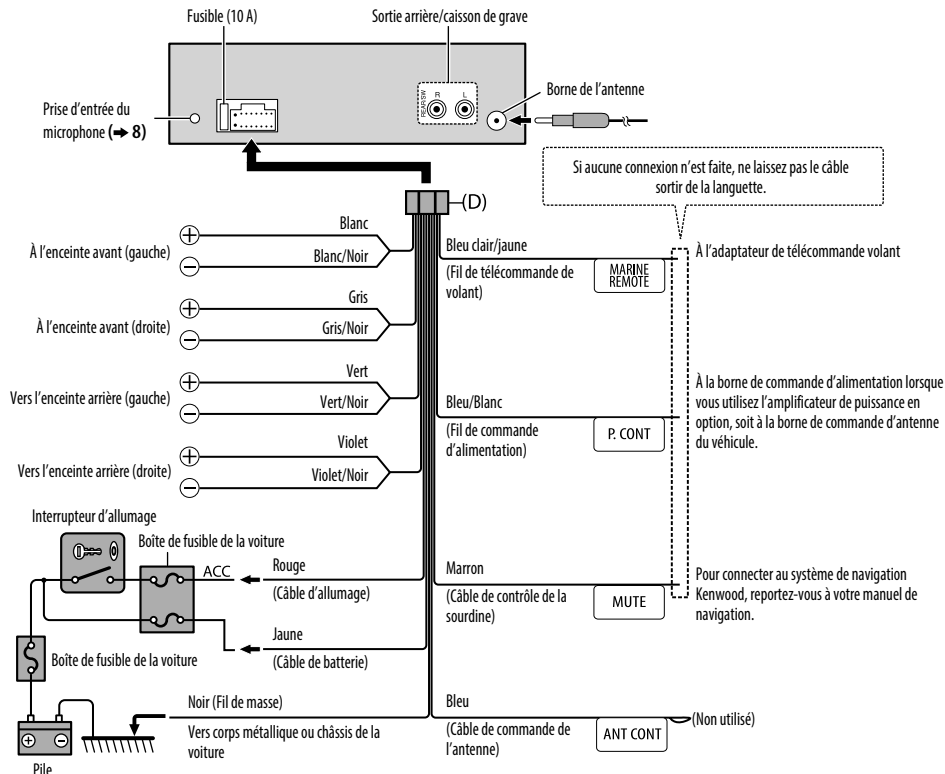 Fusible (10 A)
Sortie arrière/caisson de grave
REAR/SW
R
L
Borne de l'antenne
Prise d'entrée du
microphone (➜ 8)
Si aucune connexion n'est faite, ne laissez pas le câble
sortir de la languette.
(D)
Blanc
Blanc/Noir
À l'enceinte avant (gauche)
Bleu clair/jaune
(Fil de télécommande de
volant)
MARINE
REMOTE
À l'adaptateur de télécommande volant
Gris
Gris/Noir
À l'enceinte avant (droite)
Vert
Vert/Noir
Vers l'enceinte arrière (gauche)
Bleu/Blanc
(Fil de commande
d'alimentation)
P. CONT
À la borne de commande d'alimentation lorsque
vous utilisez l'amplificateur de puissance en
option, soit à la borne de commande d'antenne
du véhicule.
Violet
Violet/Noir
Vers l'enceinte arrière (droite)
Interrupteur d'allumage
Boîte de fusible de la voiture
ACC
Rouge
(Câble d'allumage)
Marron
(Câble de contrôle de la
sourdine)
MUTE
Pour connecter au système de navigation
Kenwood, reportez-vous à votre manuel de
navigation.
Jaune
(Câble de batterie)
Boîte de fusible de la voiture
Noir (Fil de masse)
Vers corps métallique ou châssis de la
voiture
Bleu
(Câble de commande de
l'antenne)
ANT CONT
(Non utilisé)
Pile